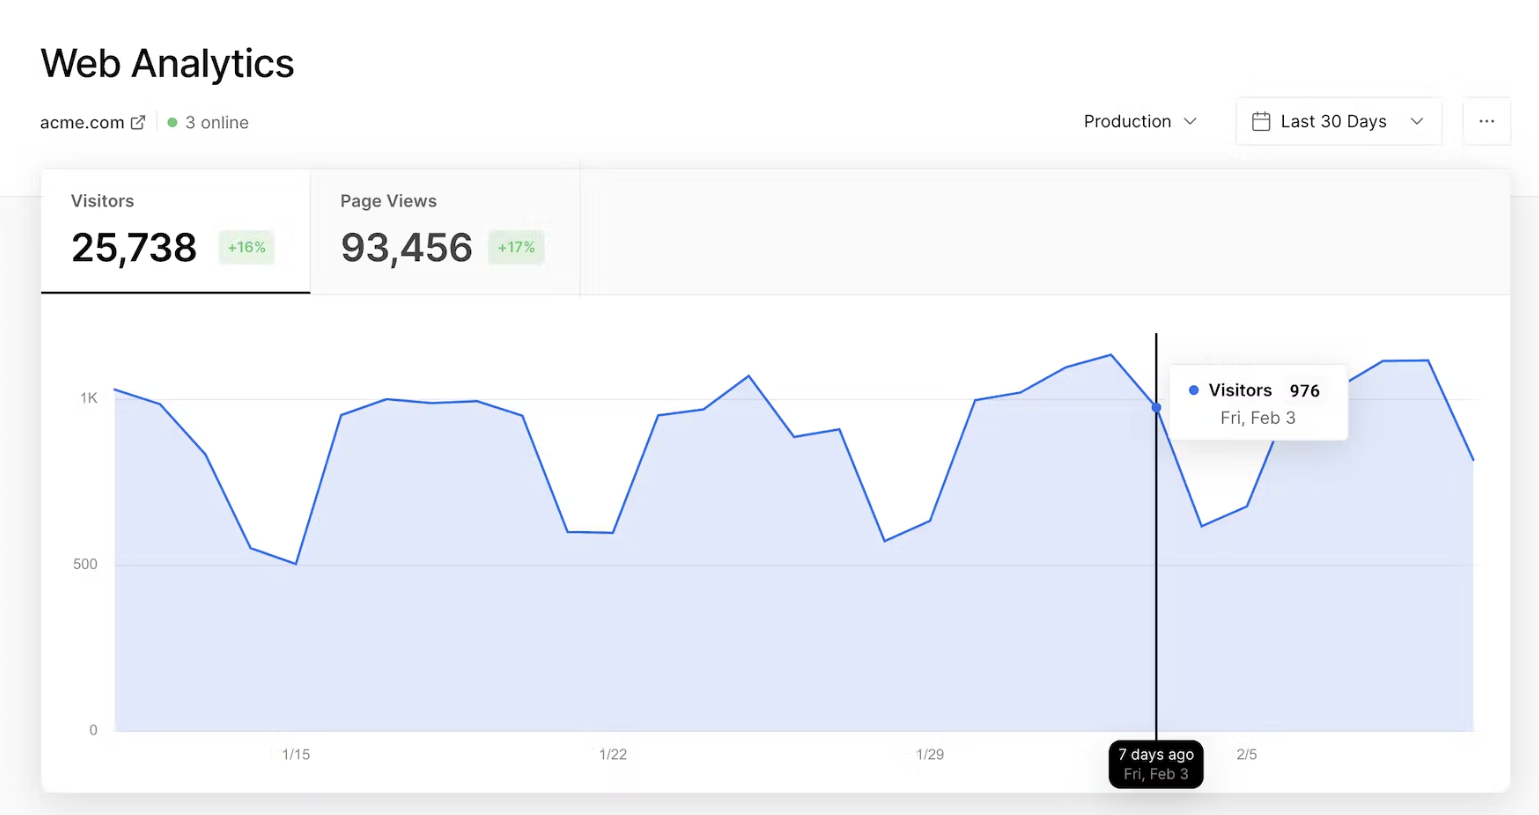 Web Analytics
acme.com 3 online
Production Last 30 Days ...
Visitors
25,738 +16%
Page Views
93,456 +17%
1K
500
0
Visitors 976
Fri, Feb 3
1/15 1/22 1/29 2/5
7 days ago
Fri, Feb 3